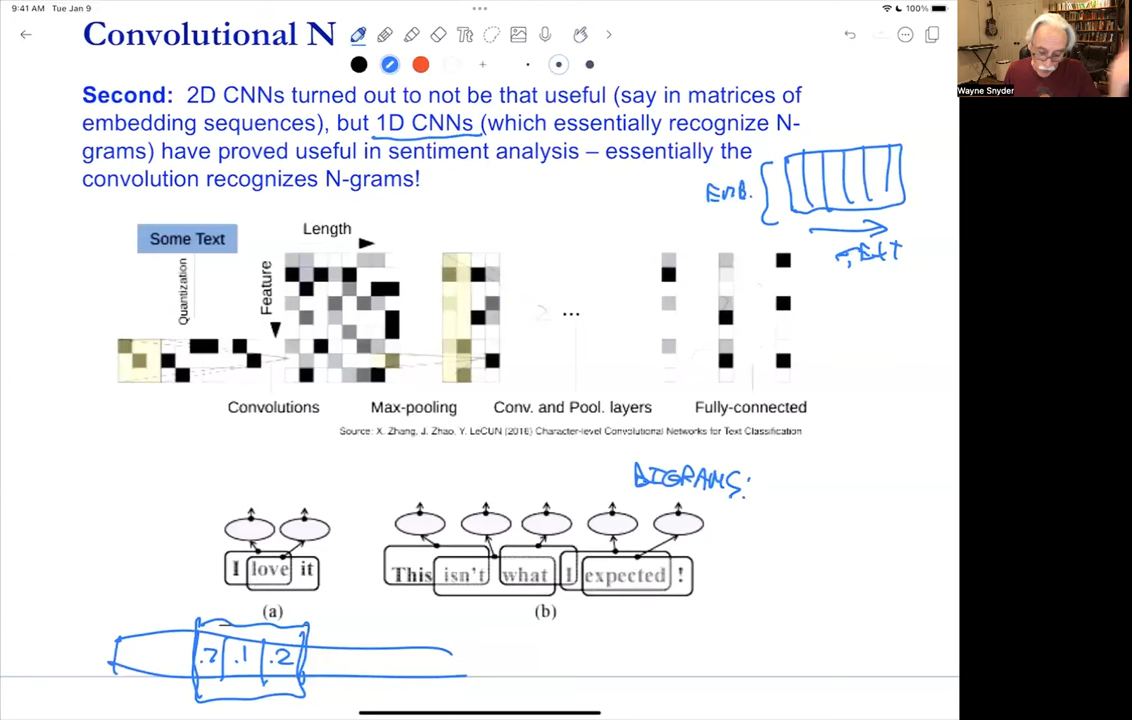 9:41 AM Tue Jan 9
100%
Convolutional N
Tt
Wayne Snyder
Second: 2D CNNs turned out to not be that useful (say in matrices of
embedding sequences), but 1D CNNs (which essentially recognize N-
grams) have proved useful in sentiment analysis – essentially the
convolution recognizes N-grams!
EMB.
TEXT
Some Text
Length
Quantization
Feature
...
Convolutions
Max-pooling
Conv. and Pool. layers
Fully-connected
Source: X. Zhang, J. Zhao, Y. LeCUN (2016) Character-level Convolutional Networks for Text Classification
DIGRAMS:
I love it
This isn't what I expected !
(a)
(b)
.7 .1 .2